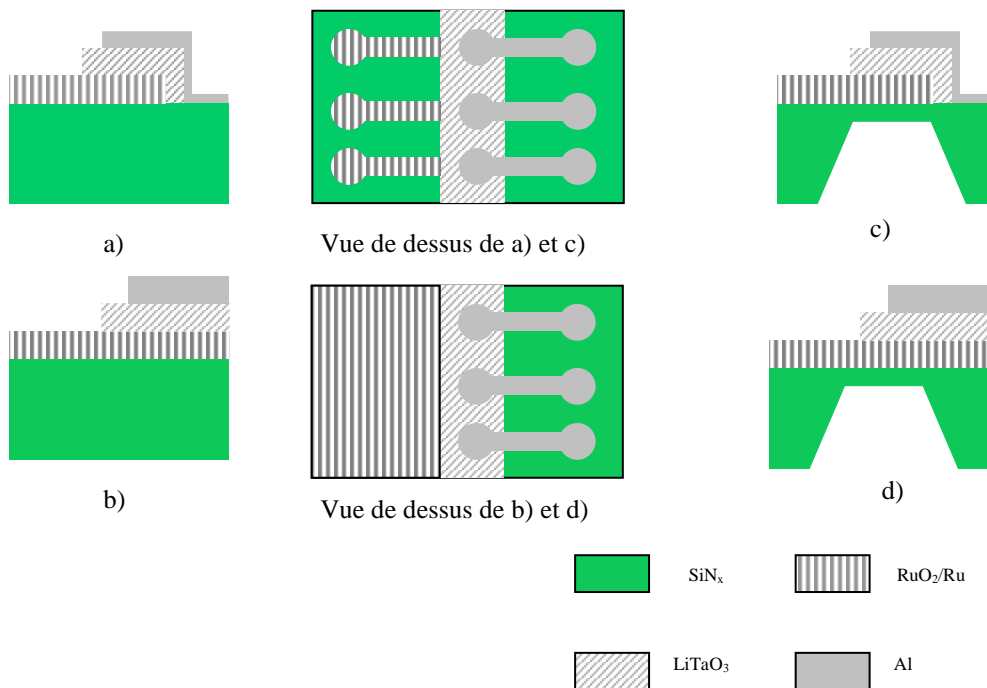 a)
Vue de dessus de a) et c)
c)
b)
Vue de dessus de b) et d)
d)
SiNₓ
RuO₂/Ru
LiTaO₃
Al